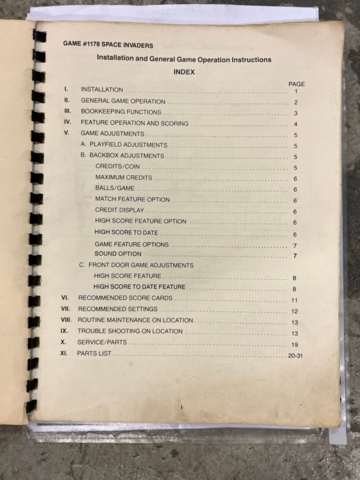 GAME #1178 SPACE INVADERS
Installation and General Game Operation Instructions
INDEX
PAGE
I. INSTALLATION 1
II. GENERAL GAME OPERATION 2
III. BOOKKEEPING FUNCTIONS 3
IV. FEATURE OPERATION AND SCORING 4
V. GAME ADJUSTMENTS 5
A. PLAYFIELD ADJUSTMENTS 5
B. BACKBOX ADJUSTMENTS 5
CREDITS/COIN 5
MAXIMUM CREDITS 6
BALLS/GAME 6
MATCH FEATURE OPTION 6
CREDIT DISPLAY 6
HIGH SCORE FEATURE OPTION 6
HIGH SCORE TO DATE 6
GAME FEATURE OPTIONS 7
SOUND OPTION 7
C. FRONT DOOR GAME ADJUSTMENTS
HIGH SCORE FEATURE 8
HIGH SCORE TO DATE FEATURE 8
VI. RECOMMENDED SCORE CARDS 11
VII. RECOMMENDED SETTINGS 12
VIII. ROUTINE MAINTENANCE ON LOCATION 13
IX. TROUBLE SHOOTING ON LOCATION 13
X. SERVICE/PARTS 19
XI. PARTS LIST 20-31